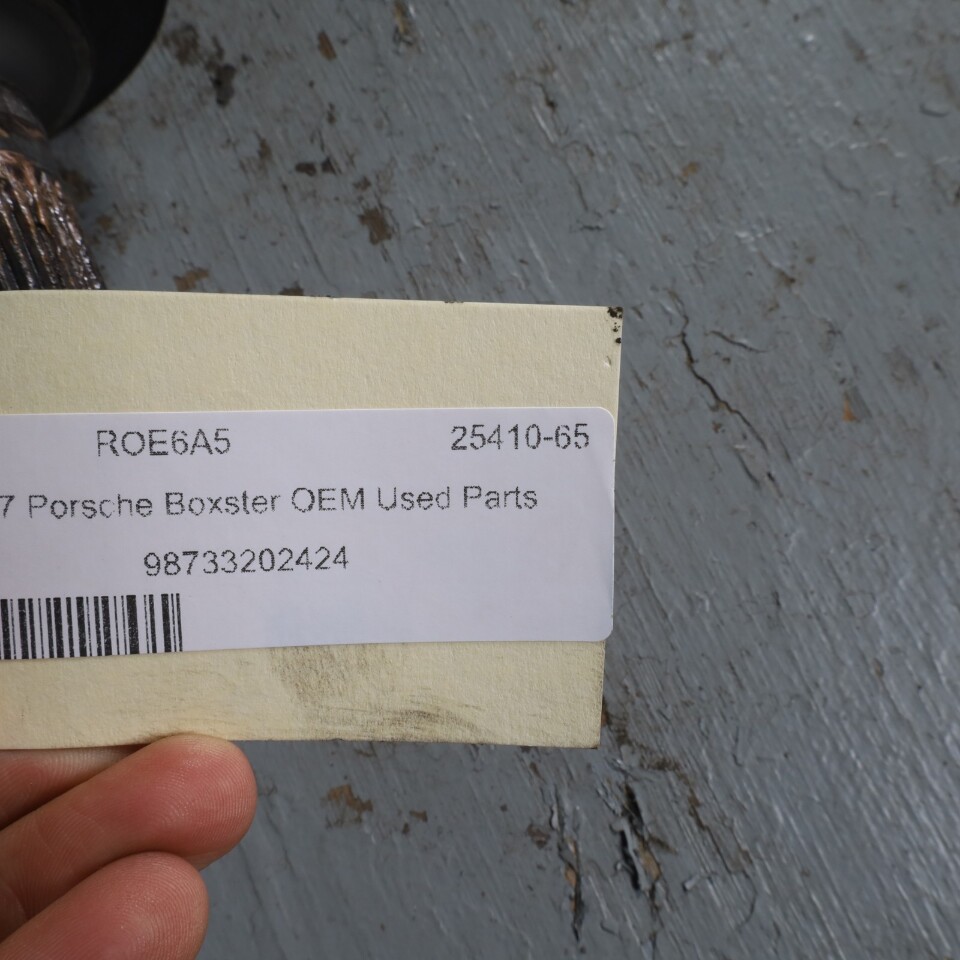 ROE6A5 25410-65
7 Porsche Boxster OEM Used Parts
98733202424